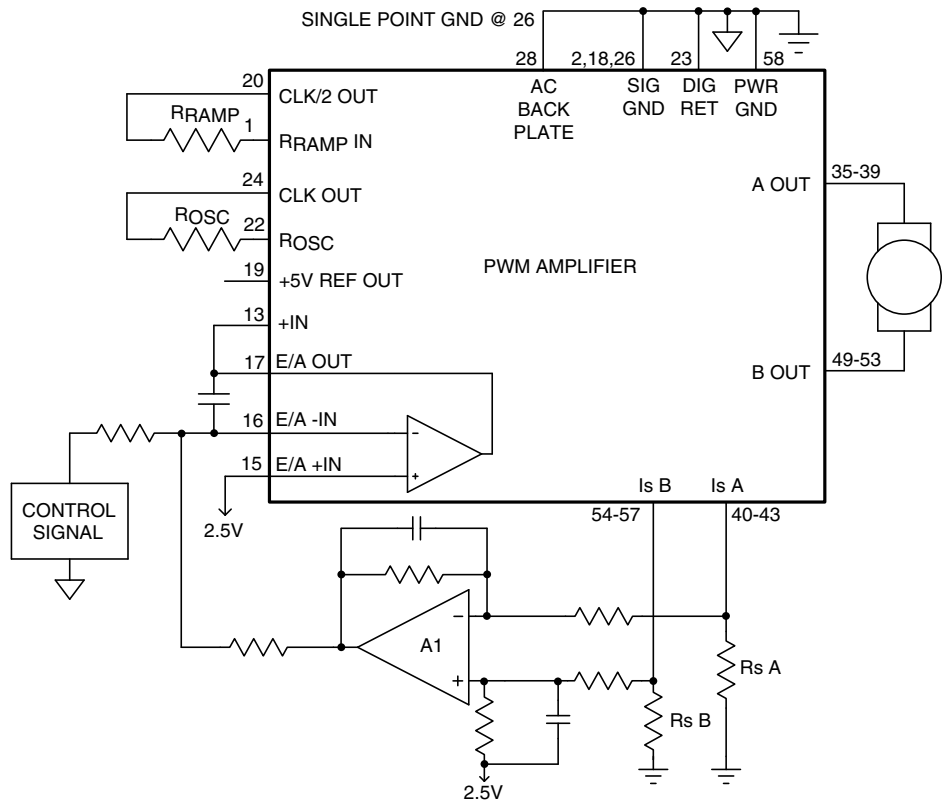 SINGLE POINT GND @ 26
28
2,18,26
23
58
AC
BACK
PLATE
SIG
GND
DIG
RET
PWR
GND
20
CLK/2 OUT
RRAMP
1
RRAMP IN
24
CLK OUT
ROSC
22
ROSC
19
+5V REF OUT
13
+IN
17
E/A OUT
16
E/A -IN
-
15
E/A +IN
+
2.5V
CONTROL
SIGNAL
PWM AMPLIFIER
A OUT
35-39
B OUT
49-53
Is B
Is A
54-57
40-43
A1
–
+
Rs A
Rs B
2.5V